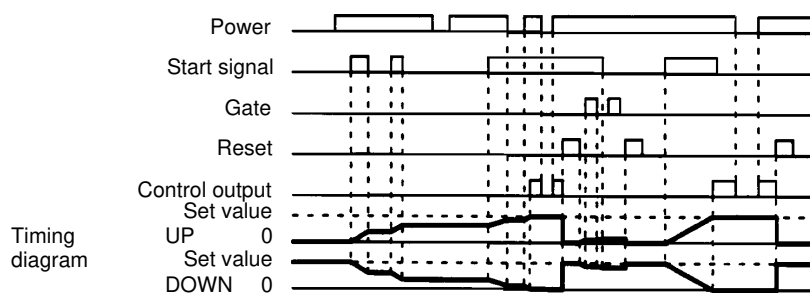 Power
Start signal
Gate
Reset
Control output
Set value
UP 0
Timing
diagram
Set value
DOWN 0